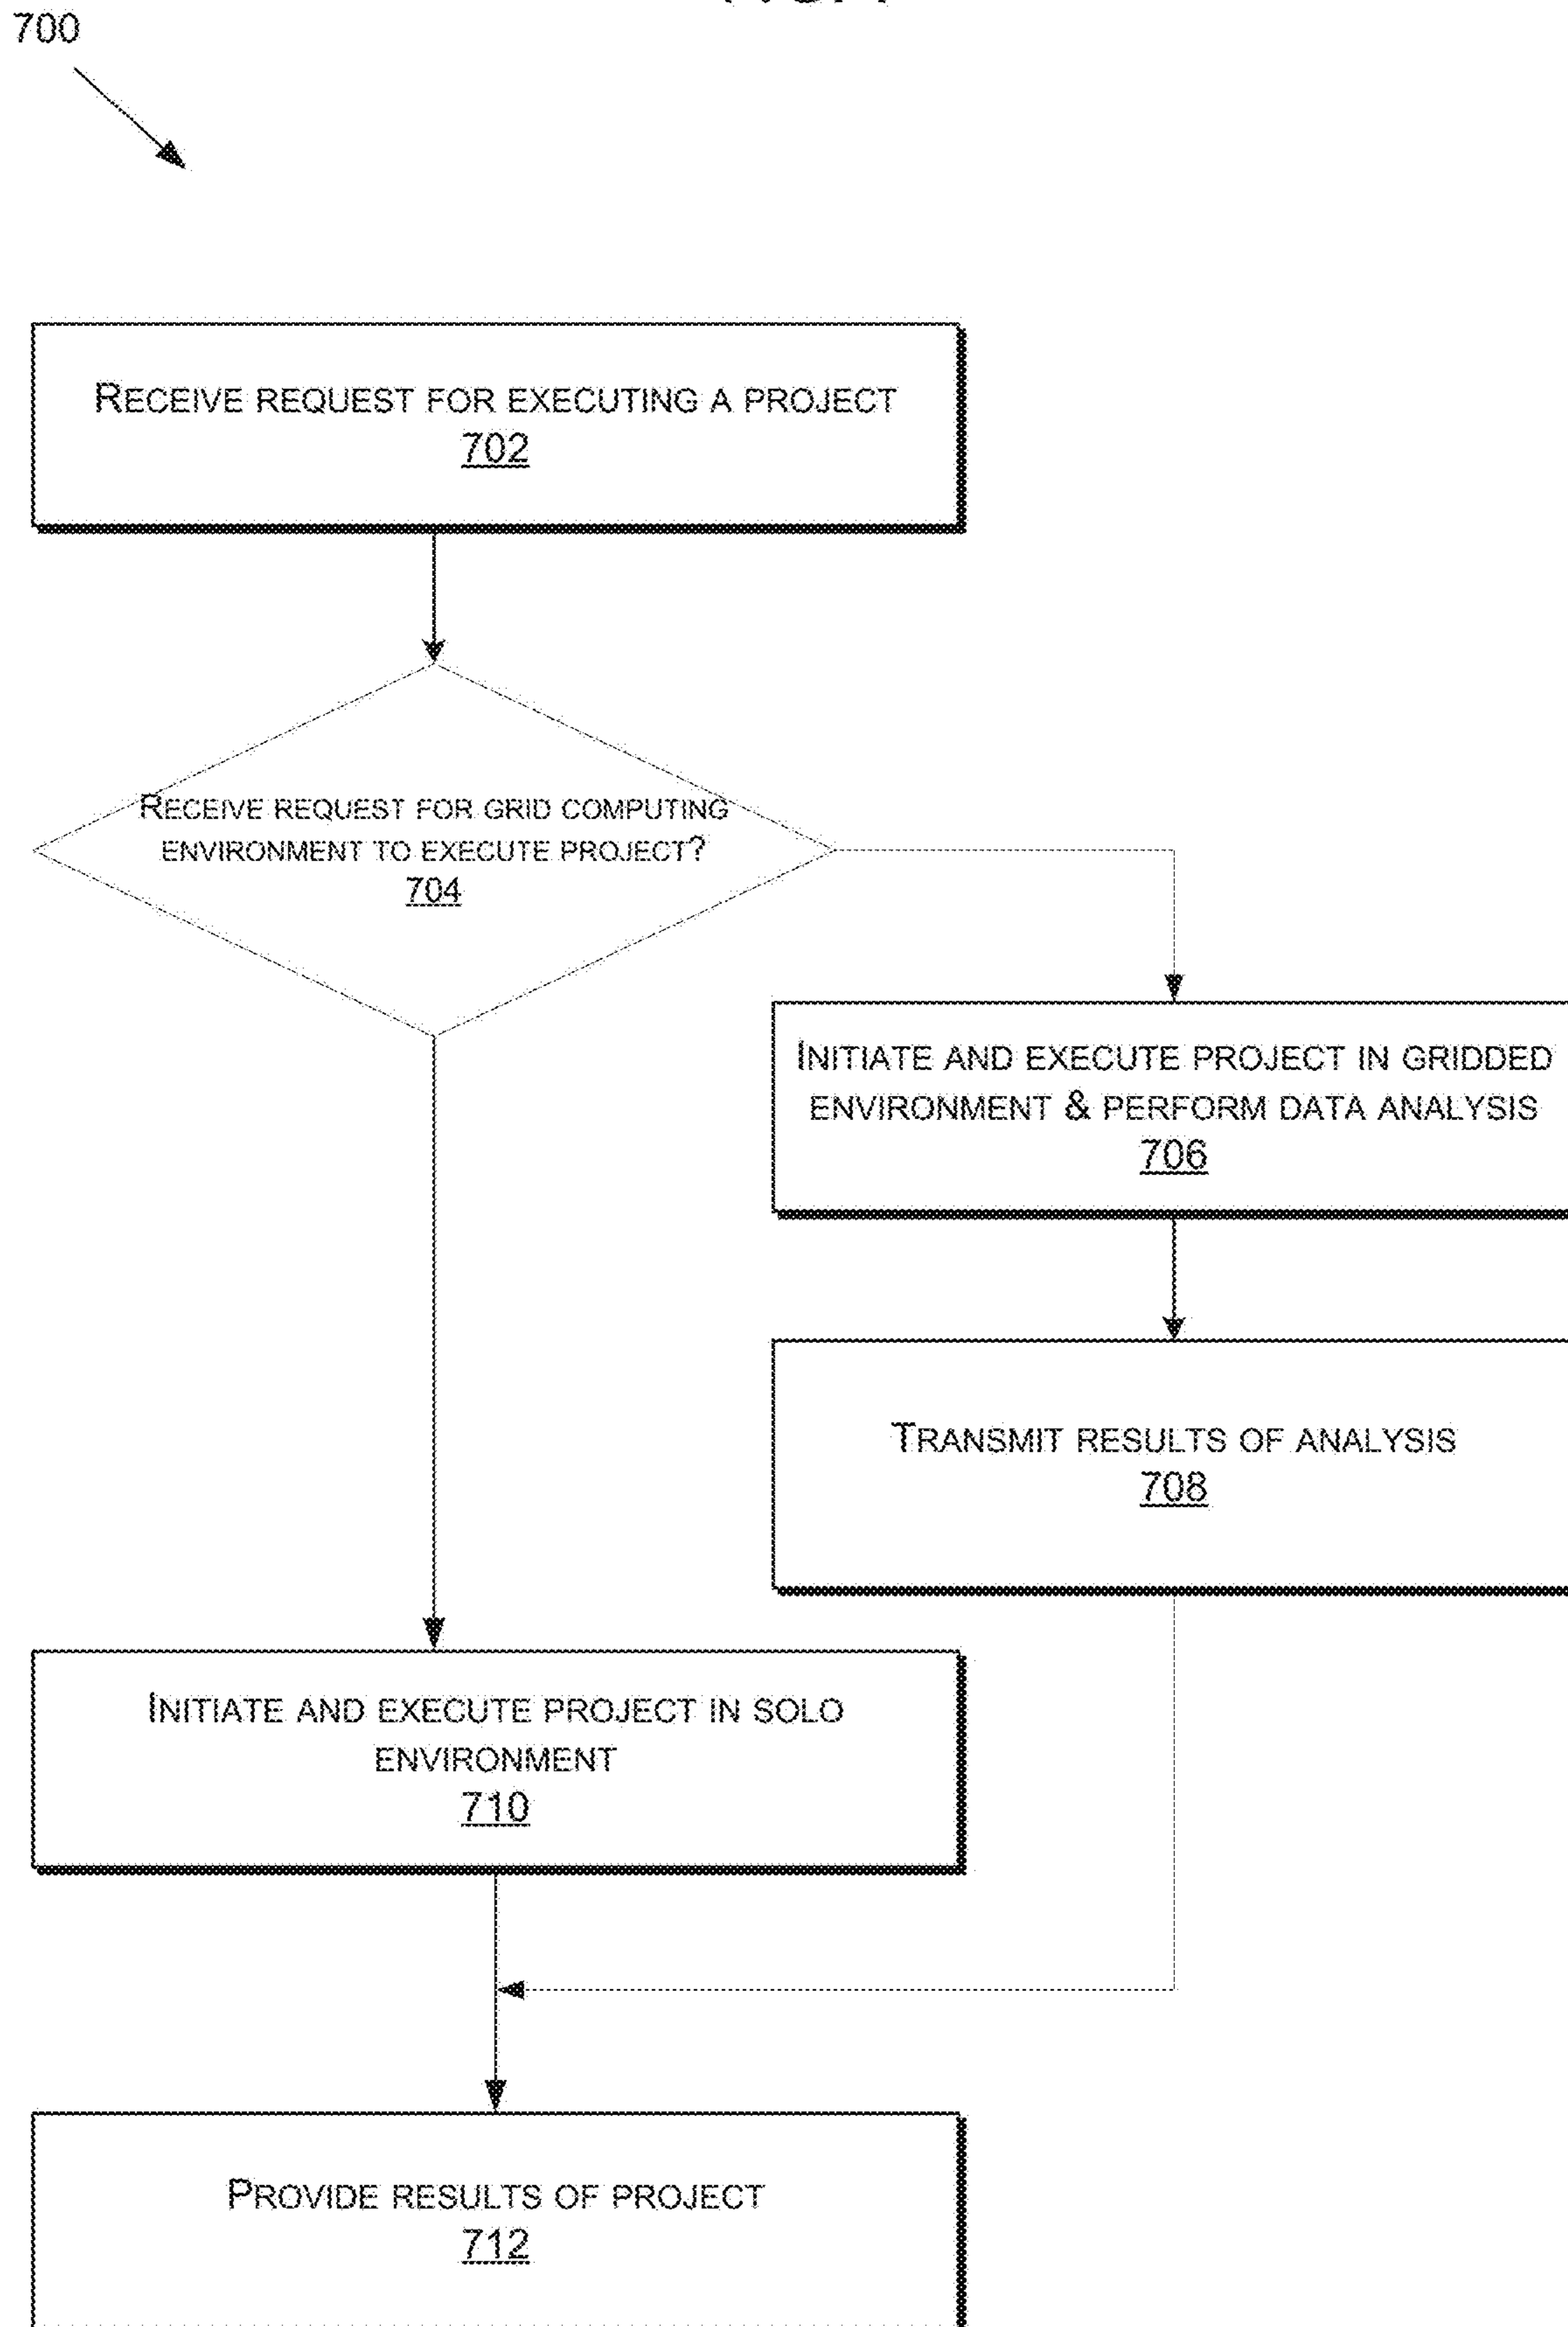 700
RECEIVE REQUEST FOR EXECUTING A PROJECT
702
RECEIVE REQUEST FOR GRID COMPUTING
ENVIRONMENT TO EXECUTE PROJECT?
704
INITIATE AND EXECUTE PROJECT IN GRIDDED
ENVIRONMENT & PERFORM DATA ANALYSIS
706
TRANSMIT RESULTS OF ANALYSIS
708
INITIATE AND EXECUTE PROJECT IN SOLO
ENVIRONMENT
710
PROVIDE RESULTS OF PROJECT
712